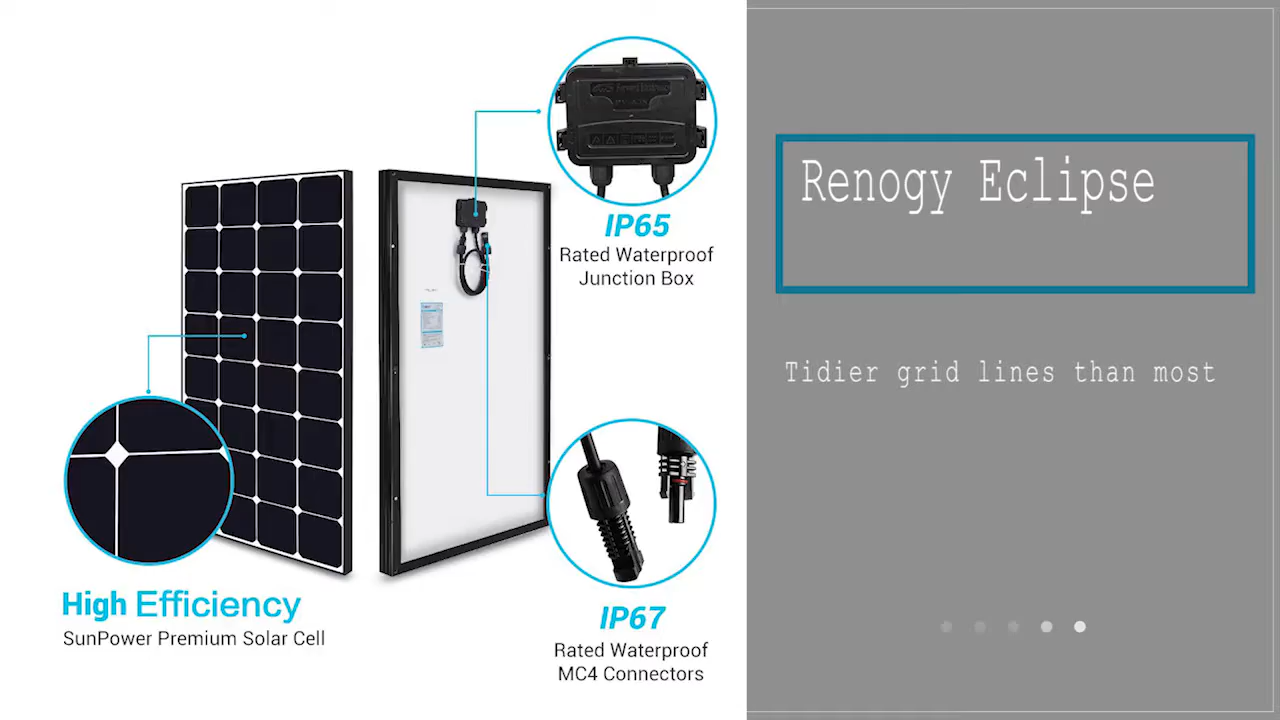 IP65
Rated Waterproof
Junction Box
High Efficiency
SunPower Premium Solar Cell
IP67
Rated Waterproof
MC4 Connectors
Renogy Eclipse
Tidier grid lines than most